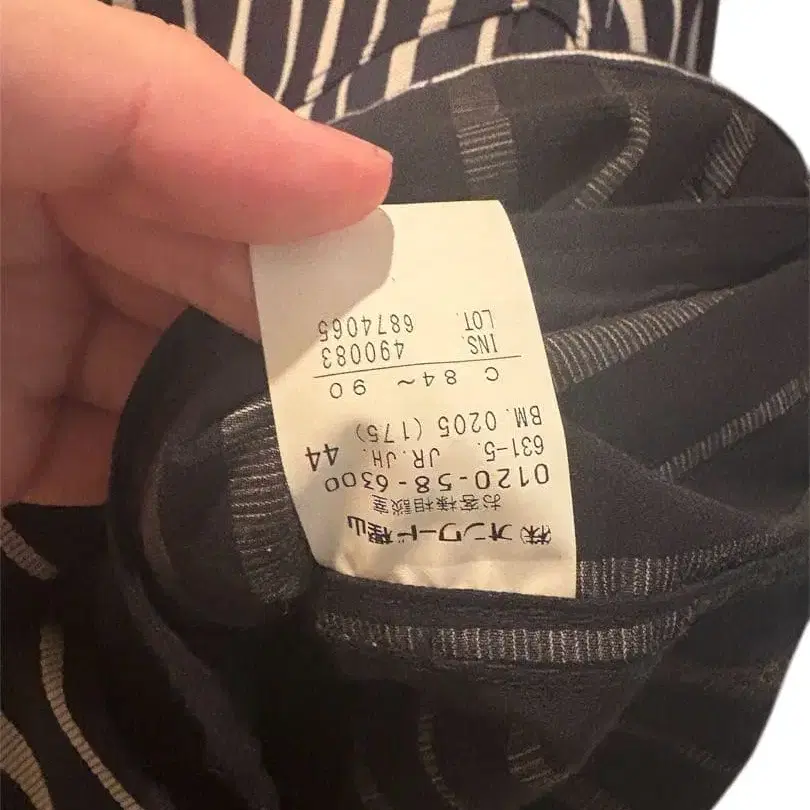 ㈱オンワード樫山
お客様相談室
0120-58-6300
631-5. JR.JH. 44
BM. 0205 (175)
C 84~90
INS. 490083
LOT. 6874065